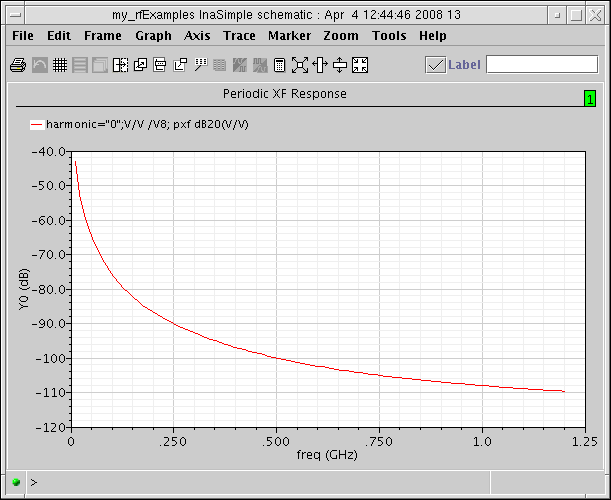 my_rfExamples lnaSimple schematic : Apr 4 12:44:46 2008 13
File Edit Frame Graph Axis Trace Marker Zoom Tools Help
Label
Periodic XF Response
1
harmonic="0";V/V /V8; pxf dB20(V/V)
-40.0
-50.0
-60.0
-70.0
-80.0
-90.0
-100
-110
-120
Y0 (dB)
0 .250 .500 .750 1.0 1.25
freq (GHz)
>